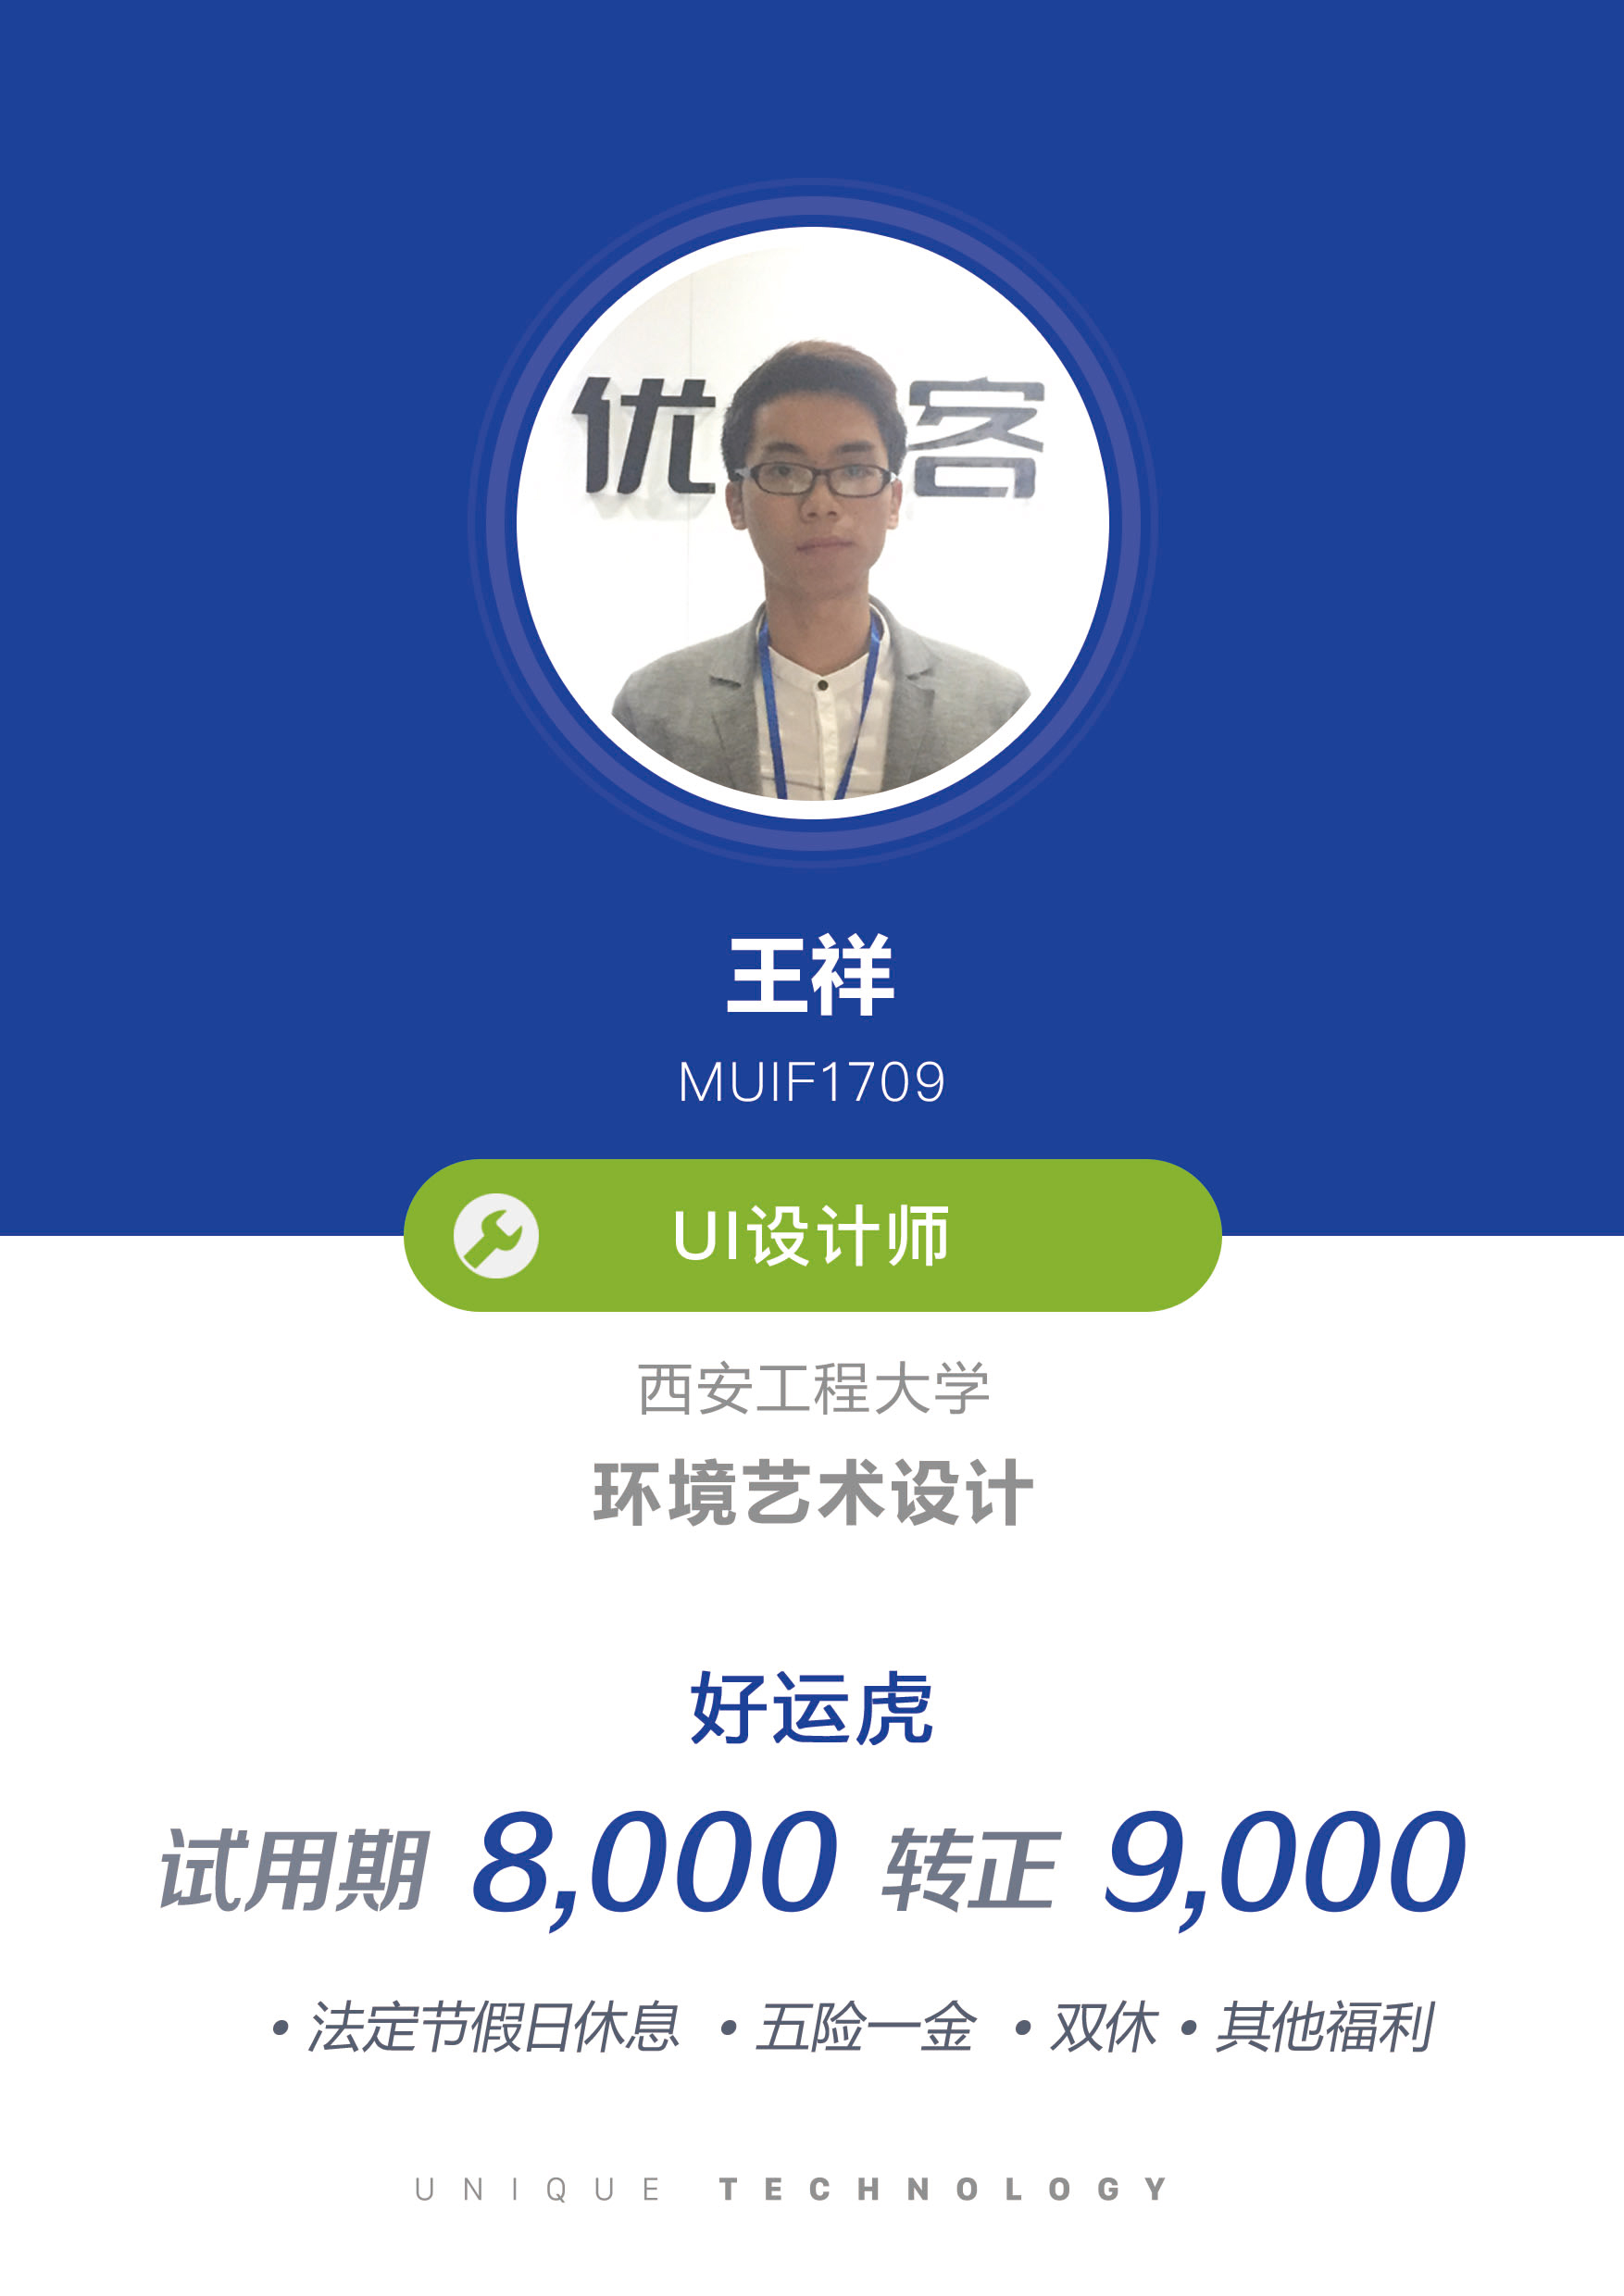 优 客
王祥
MUIF1709
UI设计师
西安工程大学
环境艺术设计
好运虎
试用期 8,000 转正 9,000
• 法定节假日休息 • 五险一金 • 双休 • 其他福利
UNIQUE TECHNOLOGY